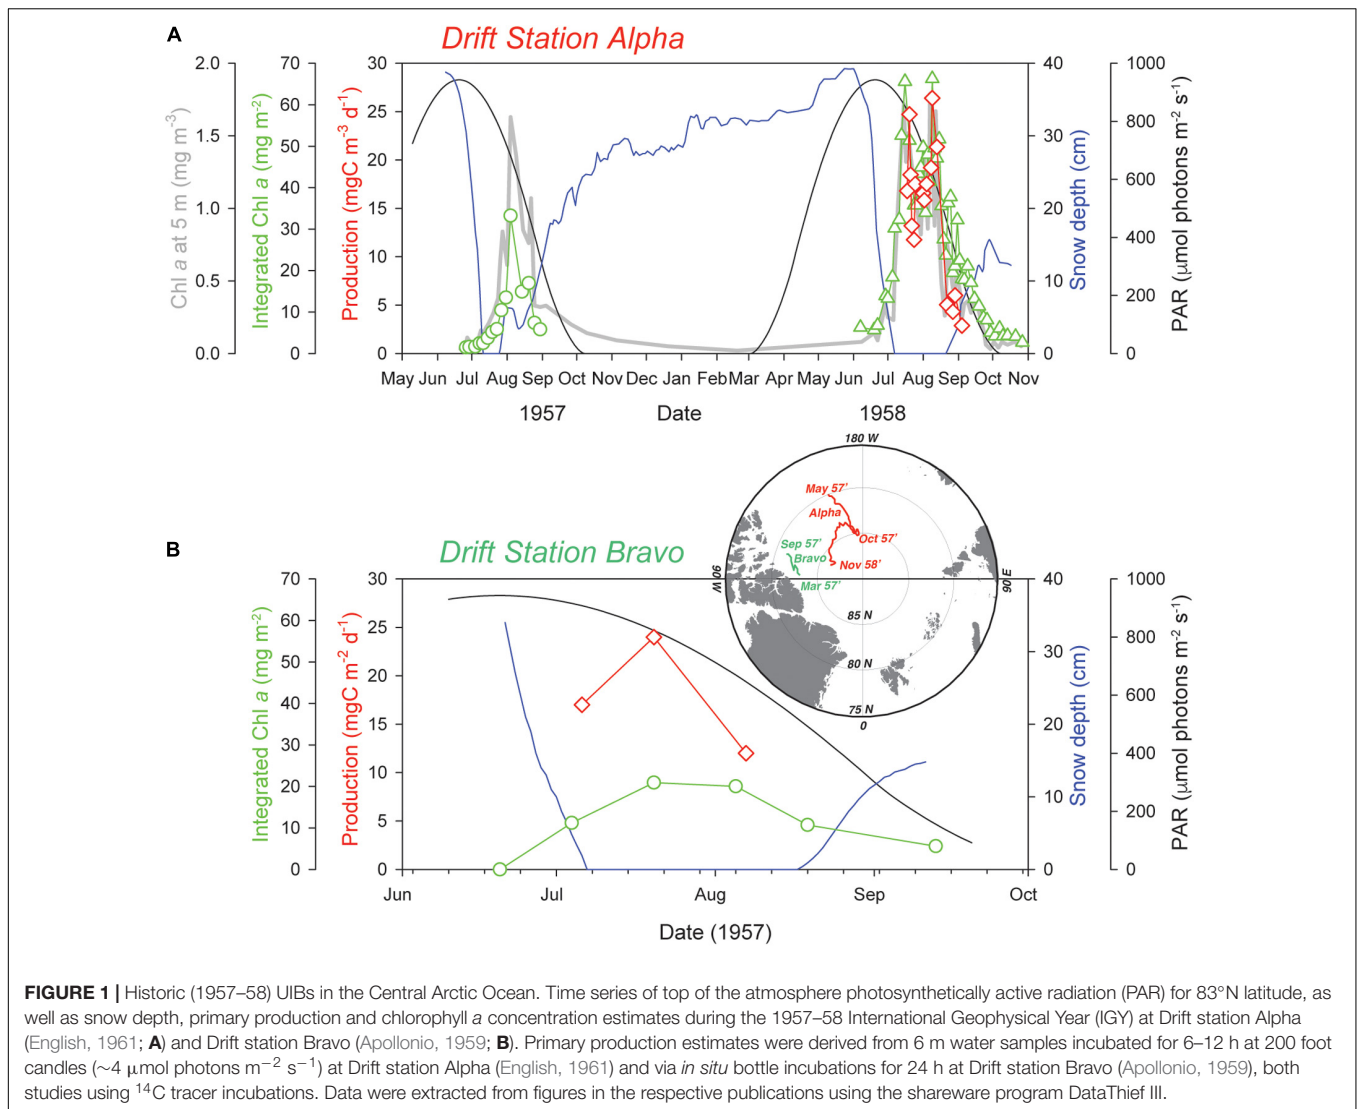 A
Drift Station Alpha
2.0 70 30 40 1000
60
25 800
1.5 50 30
20
40 600
1.0 15 20
30 400
10
0.5 20 10
5 200
10
0.0 0 0 0 0
Chl a at 5 m (mg m-3)
Integrated Chl a (mg m-2)
Production (mgC m-3 d-1)
Snow depth (cm)
PAR (μmol photons m-2 s-1)
May Jun Jul Aug Sep Oct Nov Dec Jan Feb Mar Apr May Jun Jul Aug Sep Oct Nov
1957 Date 1958
B
Drift Station Bravo
180 W
May 57'
Alpha
Oct 57'
Sep 57'
Bravo
Nov 58'
Mar 57'
90 W
90 E
85 N
80 N
75 N
0
70 30 40 1000
60
25 800
50 30
20
40 600
15 20
30 400
10
20 10
5 200
10
0 0 0 0
Integrated Chl a (mg m-2)
Production (mgC m-2 d-1)
Snow depth (cm)
PAR (μmol photons m-2 s-1)
Jun Jul Aug Sep Oct
Date (1957)
FIGURE 1 | Historic (1957–58) UIBs in the Central Arctic Ocean. Time series of top of the atmosphere photosynthetically active radiation (PAR) for 83°N latitude, as
well as snow depth, primary production and chlorophyll a concentration estimates during the 1957–58 International Geophysical Year (IGY) at Drift station Alpha
(English, 1961; A) and Drift station Bravo (Apollonio, 1959; B). Primary production estimates were derived from 6 m water samples incubated for 6–12 h at 200 foot
candles (~4 μmol photons m−2 s−1) at Drift station Alpha (English, 1961) and via in situ bottle incubations for 24 h at Drift station Bravo (Apollonio, 1959), both
studies using 14C tracer incubations. Data were extracted from figures in the respective publications using the shareware program DataThief III.